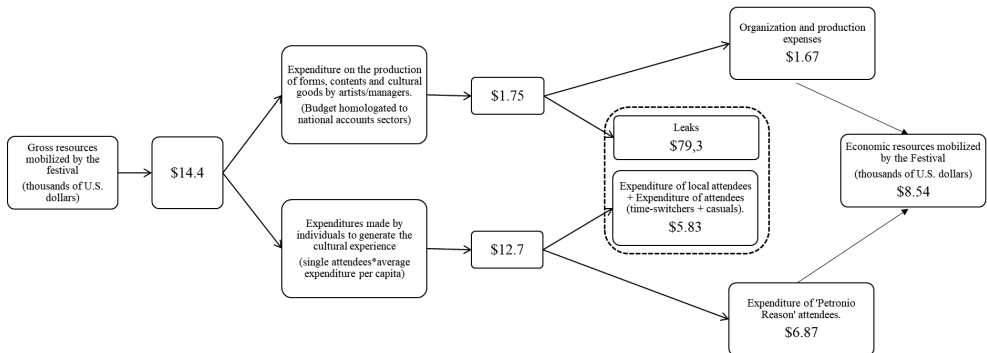 Gross resources
mobilized by the
festival
(thousands of U.S.
dollars)
$14.4
Expenditure on the production
of forms, contents and cultural
goods by artists/managers.
(Budget homologated to
national accounts sectors)
Expenditures made by
individuals to generate the
cultural experience
(single attendees*average
expenditure per capita)
$1.75
$12.7
Organization and production
expenses
$1.67
Leaks
$79,3
Expenditure of local attendees
+ Expenditure of attendees
(time-switchers + casuals).
$5.83
Expenditure of 'Petronio
Reason' attendees.
$6.87
Economic resources mobilized
by the Festival
(thousands of U.S. dollars)
$8.54